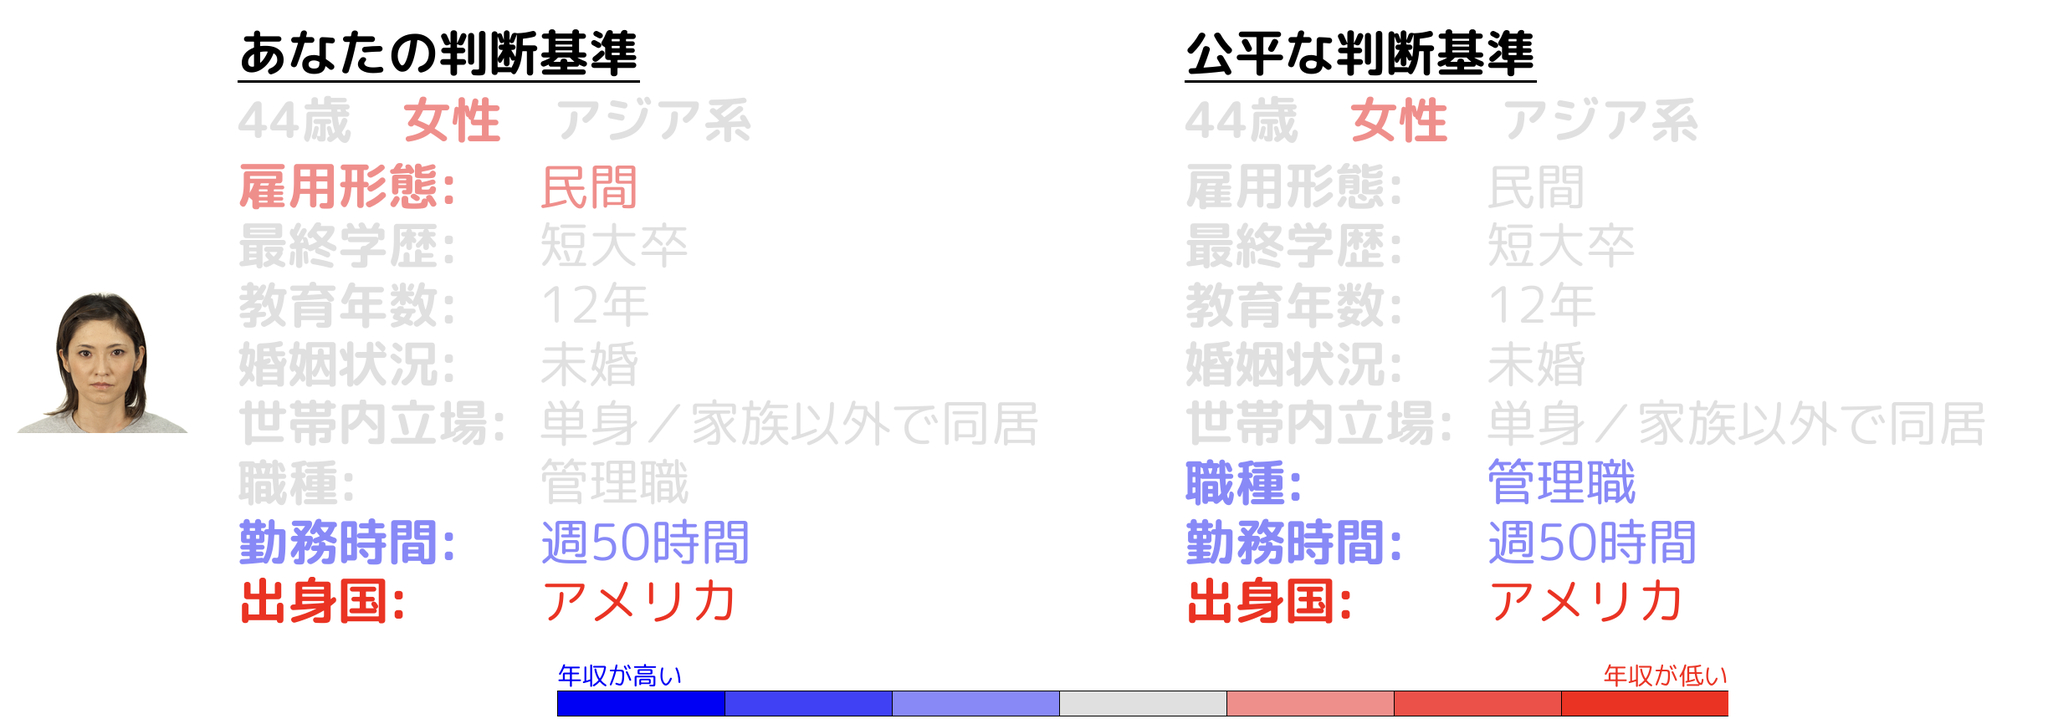 あなたの判断基準
44歳 女性 アジア系
雇用形態: 民間
最終学歴: 短大卒
教育年数: 12年
婚姻状況: 未婚
世帯内立場: 単身／家族以外で同居
職種: 管理職
勤務時間: 週50時間
出身国: アメリカ
公平な判断基準
44歳 女性 アジア系
雇用形態: 民間
最終学歴: 短大卒
教育年数: 12年
婚姻状況: 未婚
世帯内立場: 単身／家族以外で同居
職種: 管理職
勤務時間: 週50時間
出身国: アメリカ
年収が高い
年収が低い